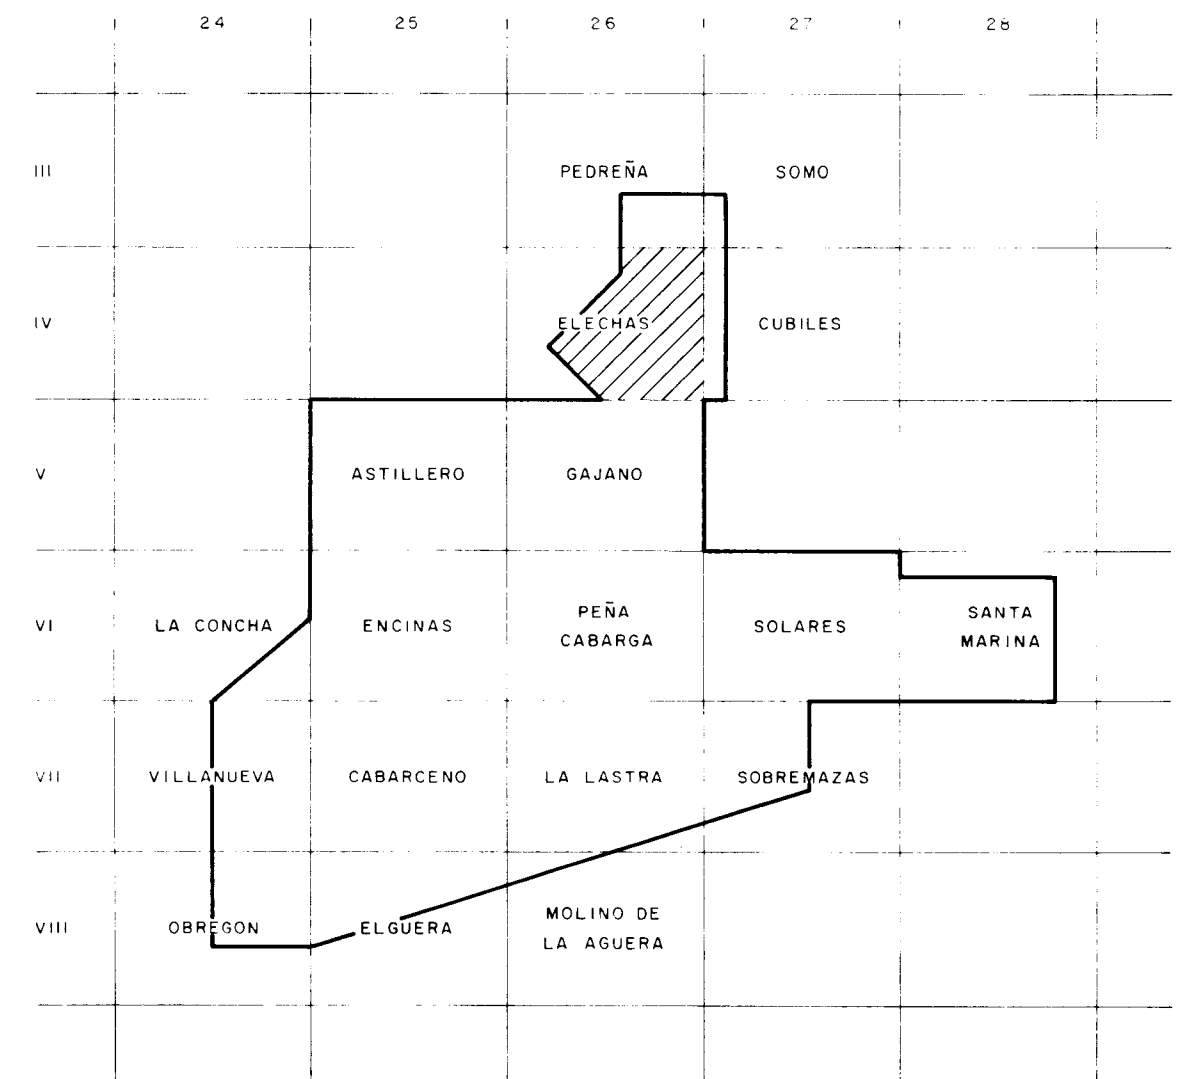 24 25 26 27 28
III PEDREÑA SOMO
IV ELECHAS CUBILES
V ASTILLERO GAJANO
VI LA CONCHA ENCINAS PEÑA CABARGA SOLARES SANTA MARINA
VII VILLANUEVA CABARCENO LA LASTRA SOBREMAZAS
VIII OBREGON ELGUERA MOLINO DE LA AGUERA